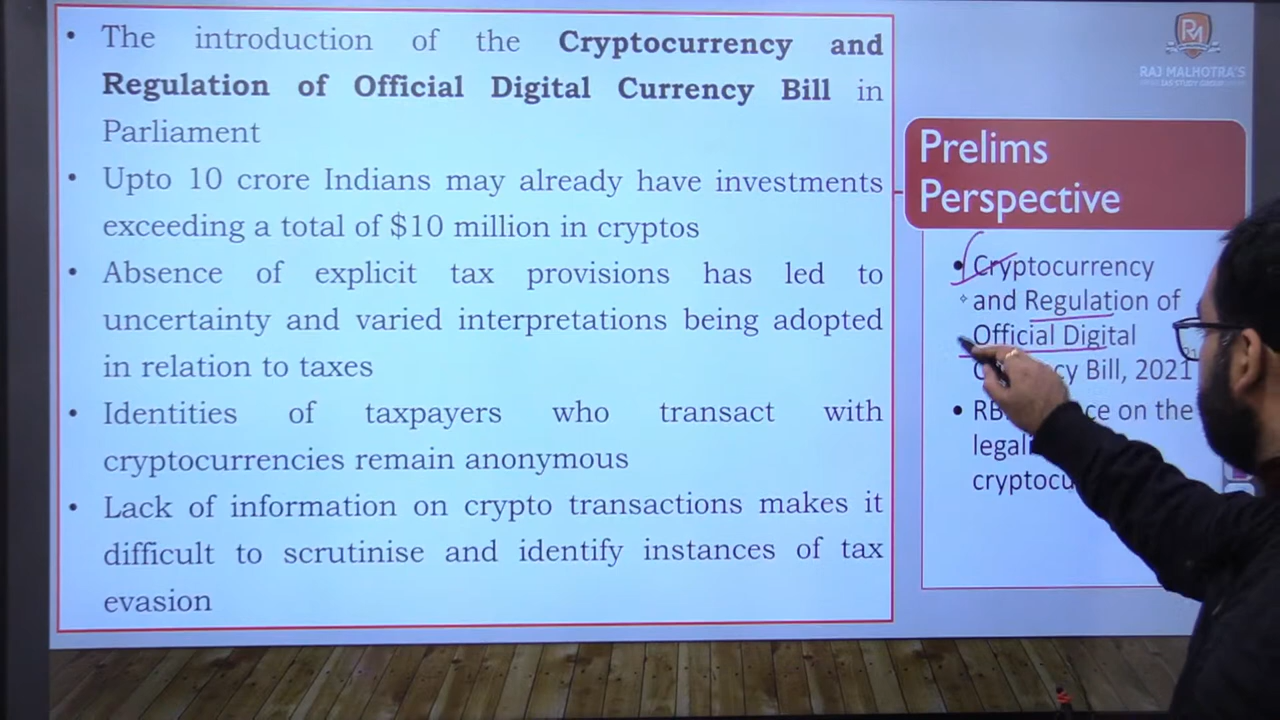 • The introduction of the Cryptocurrency and
Regulation of Official Digital Currency Bill in
Parliament
• Upto 10 crore Indians may already have investments
exceeding a total of $10 million in cryptos
• Absence of explicit tax provisions has led to
uncertainty and varied interpretations being adopted
in relation to taxes
• Identities of taxpayers who transact with
cryptocurrencies remain anonymous
• Lack of information on crypto transactions makes it
difficult to scrutinise and identify instances of tax
evasion
RM
RAJ MALHOTRA'S
IAS STUDY GROUP
Prelims
Perspective
• Cryptocurrency
and Regulation of
Official Digital
Bill, 2021
• on the